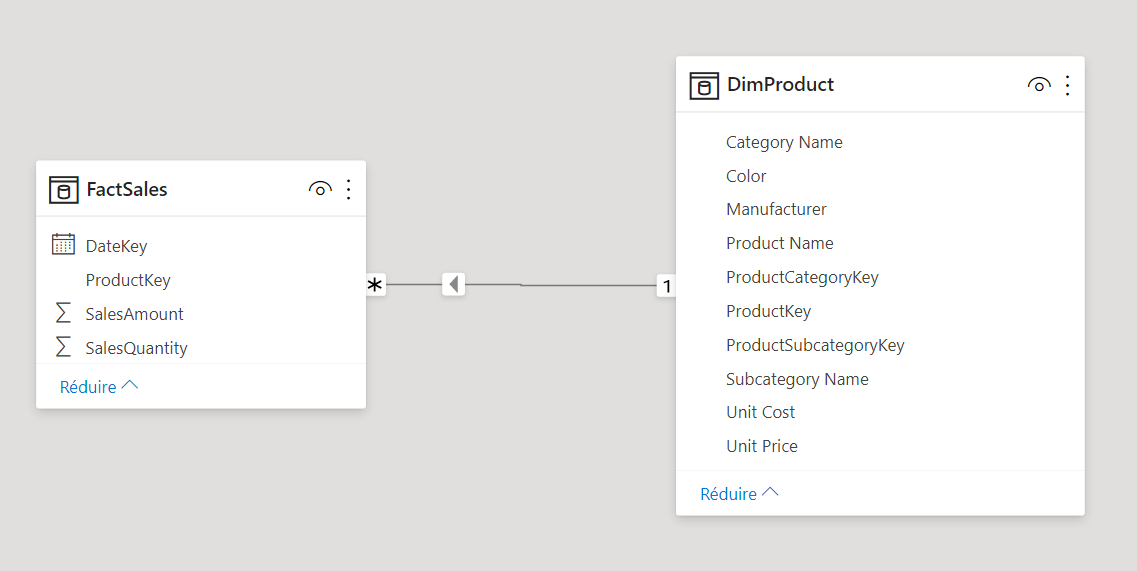 FactSales
DateKey
ProductKey
SalesAmount
SalesQuantity
Réduire
*
1
DimProduct
Category Name
Color
Manufacturer
Product Name
ProductCategoryKey
ProductKey
ProductSubcategoryKey
Subcategory Name
Unit Cost
Unit Price
Réduire